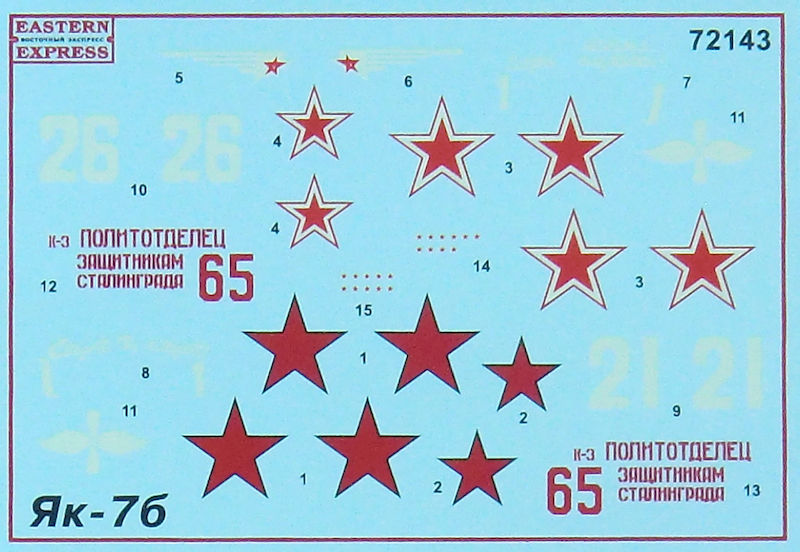 EASTERN
ВОСТОЧНЫЙ ЭКСПРЕСС
EXPRESS
72143
5
6
7
11
26
26
4
3
10
4
К-3 ПОЛИТОТДЕЛЕЦ
ЗАЩИТНИКАМ
СТАЛИНГРАДА
65
12
14
3
15
1
8
21
21
11
2
9
1
2
К-3 ПОЛИТОТДЕЛЕЦ
65
ЗАЩИТНИКАМ
СТАЛИНГРАДА
13
Як-7б